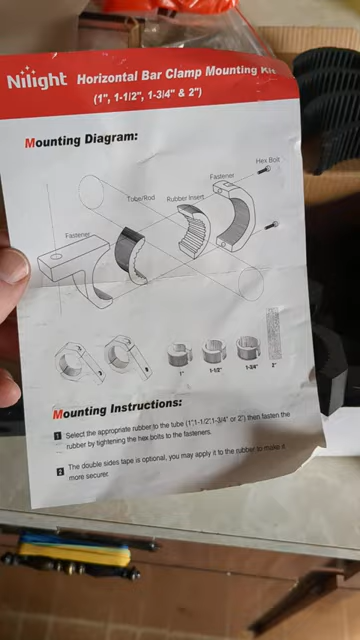 Nilight Horizontal Bar Clamp Mounting Kit
(1", 1-1/2", 1-3/4" & 2")
Mounting Diagram:
Hex Bolt
Fastener
Tube/Rod
Rubber Insert
Fastener
1"
1-1/2"
1-3/4"
2"
Mounting Instructions:
1 Select the appropriate rubber to the tube (1",1-1/2",1-3/4" or 2") then fasten the
rubber by tightening the hex bolts to the fasteners.
2 The double sides tape is optional, you may apply it to the rubber to make it
more securer.